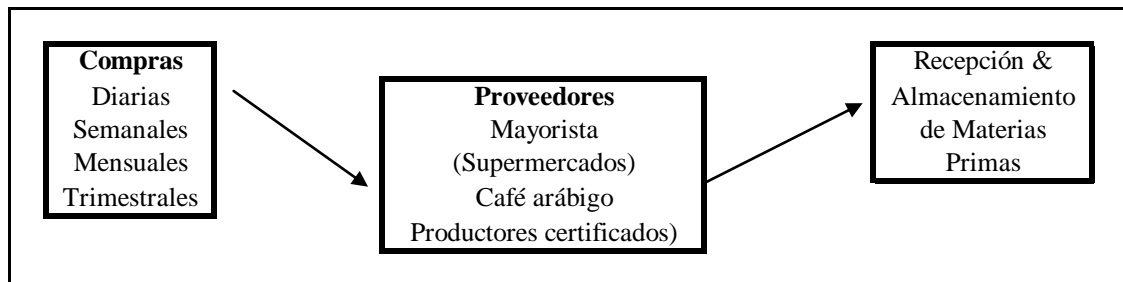 Compras
Diarias
Semanales
Mensuales
Trimestrales
Proveedores
Mayorista
(Supermercados)
Café arábigo
Productores certificados)
Recepción &
Almacenamiento
de Materias
Primas